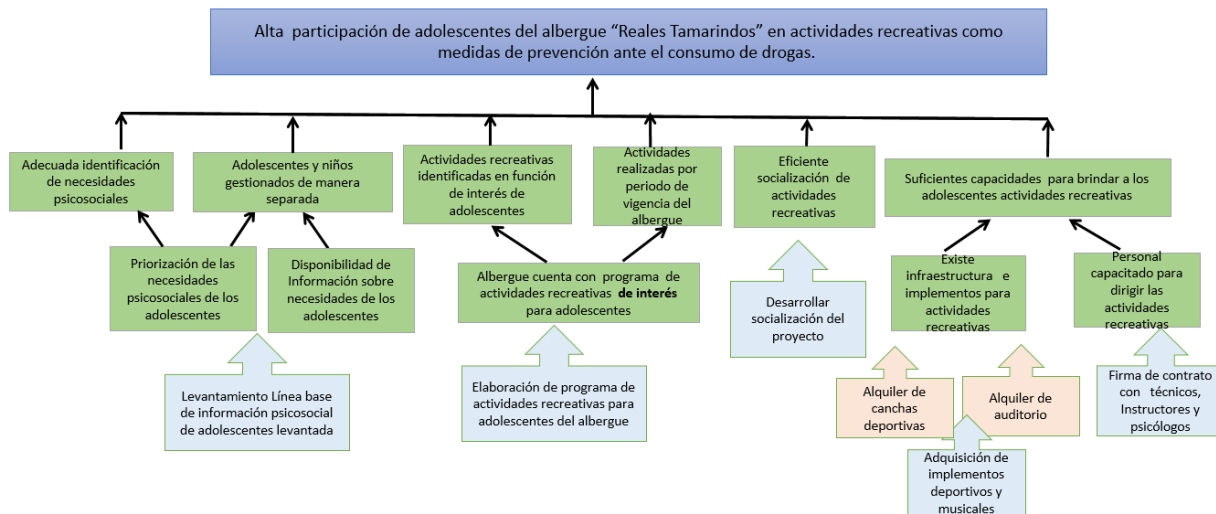 Alta participación de adolescentes del albergue “Reales Tamarindos” en actividades recreativas como
medidas de prevención ante el consumo de drogas.
Adecuada identificación
de necesidades
psicosociales
Adolescentes y niños
gestionados de manera
separada
Actividades recreativas
identificadas en función
de interés de
adolescentes
Actividades
realizadas por
periodo de
vigencia del
albergue
Eficiente
socialización de
actividades
recreativas
Suficientes capacidades para brindar a los
adolescentes actividades recreativas
Priorización de las
necesidades
psicosociales de los
adolescentes
Disponibilidad de
Información sobre
necesidades de los
adolescentes
Albergue cuenta con programa de
actividades recreativas de interés
para adolescentes
Desarrollar
socialización del
proyecto
Existe
infraestructura e
implementos para
actividades
recreativas
Personal
capacitado para
dirigir las
actividades
recreativas
Levantamiento Línea base
de información psicosocial
de adolescentes levantada
Elaboración de programa de
actividades recreativas para
adolescentes del albergue
Alquiler de
canchas
deportivas
Alquiler de
auditorio
Firma de contrato
con técnicos,
Instructores y
psicólogos
Adquisición de
implementos
deportivos y
musicales